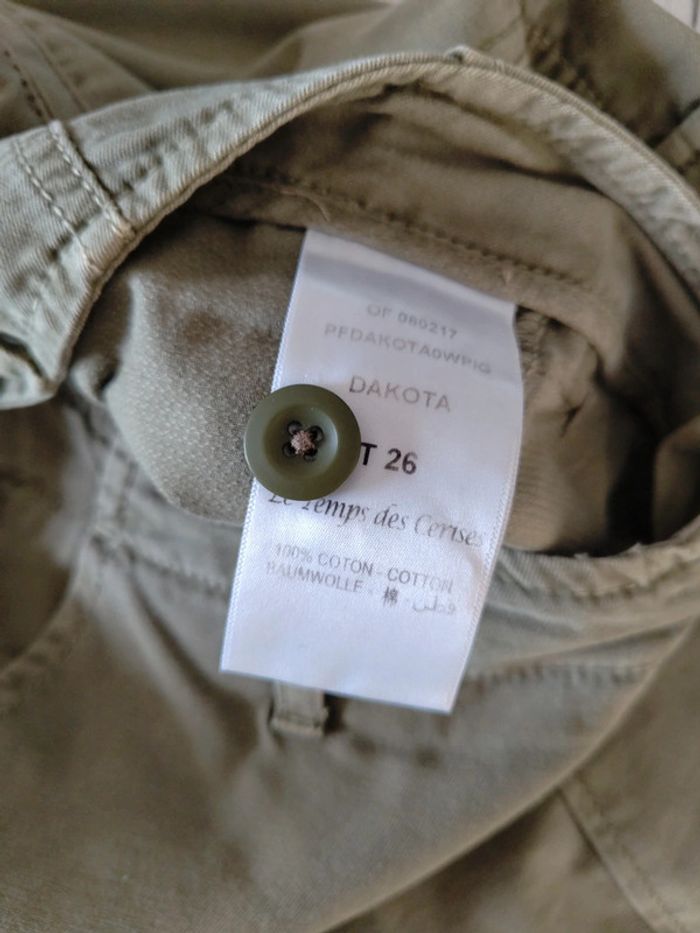 OF 060217
PFDAKOTA0WPIG
DAKOTA
T 26
Le Temps des Cerises
100% COTON - COTTON
BAUMWOLLE - 棉 - قطن